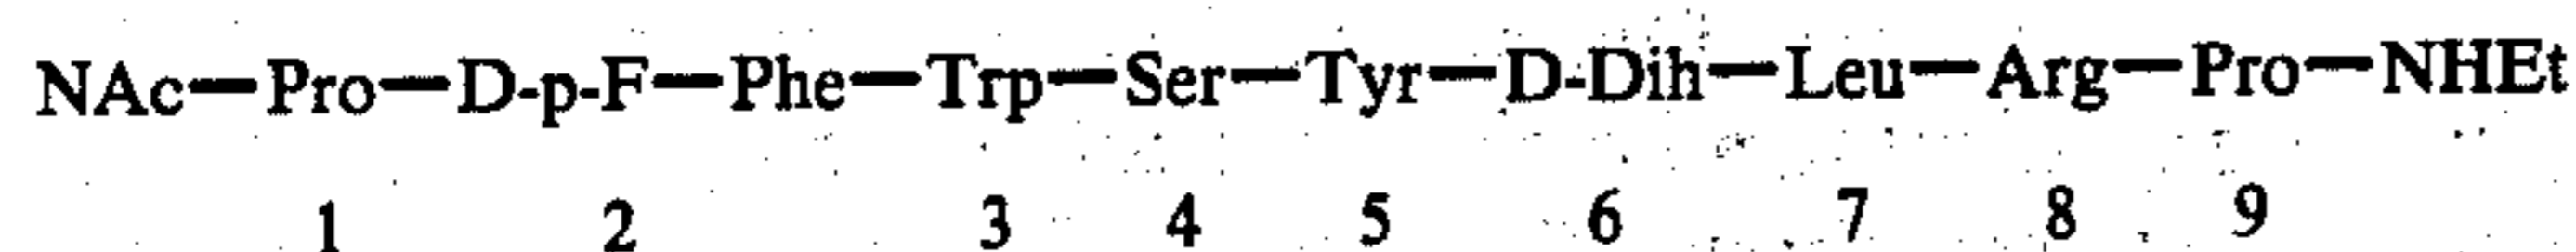 NAc—Pro—D-p-F—Phe—Trp—Ser—Tyr—D-Dih—Leu—Arg—Pro—NHEt
1 2 3 4 5 6 7 8 9